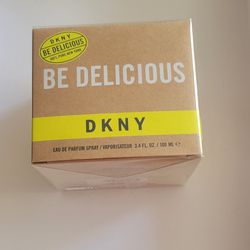 DKNY
BE DELICIOUS
100% PURE NEW YORK
BE DELICIOUS
DKNY
EAU DE PARFUM SPRAY / VAPORISATEUR 3.4 FL. OZ / 100 ML ℮